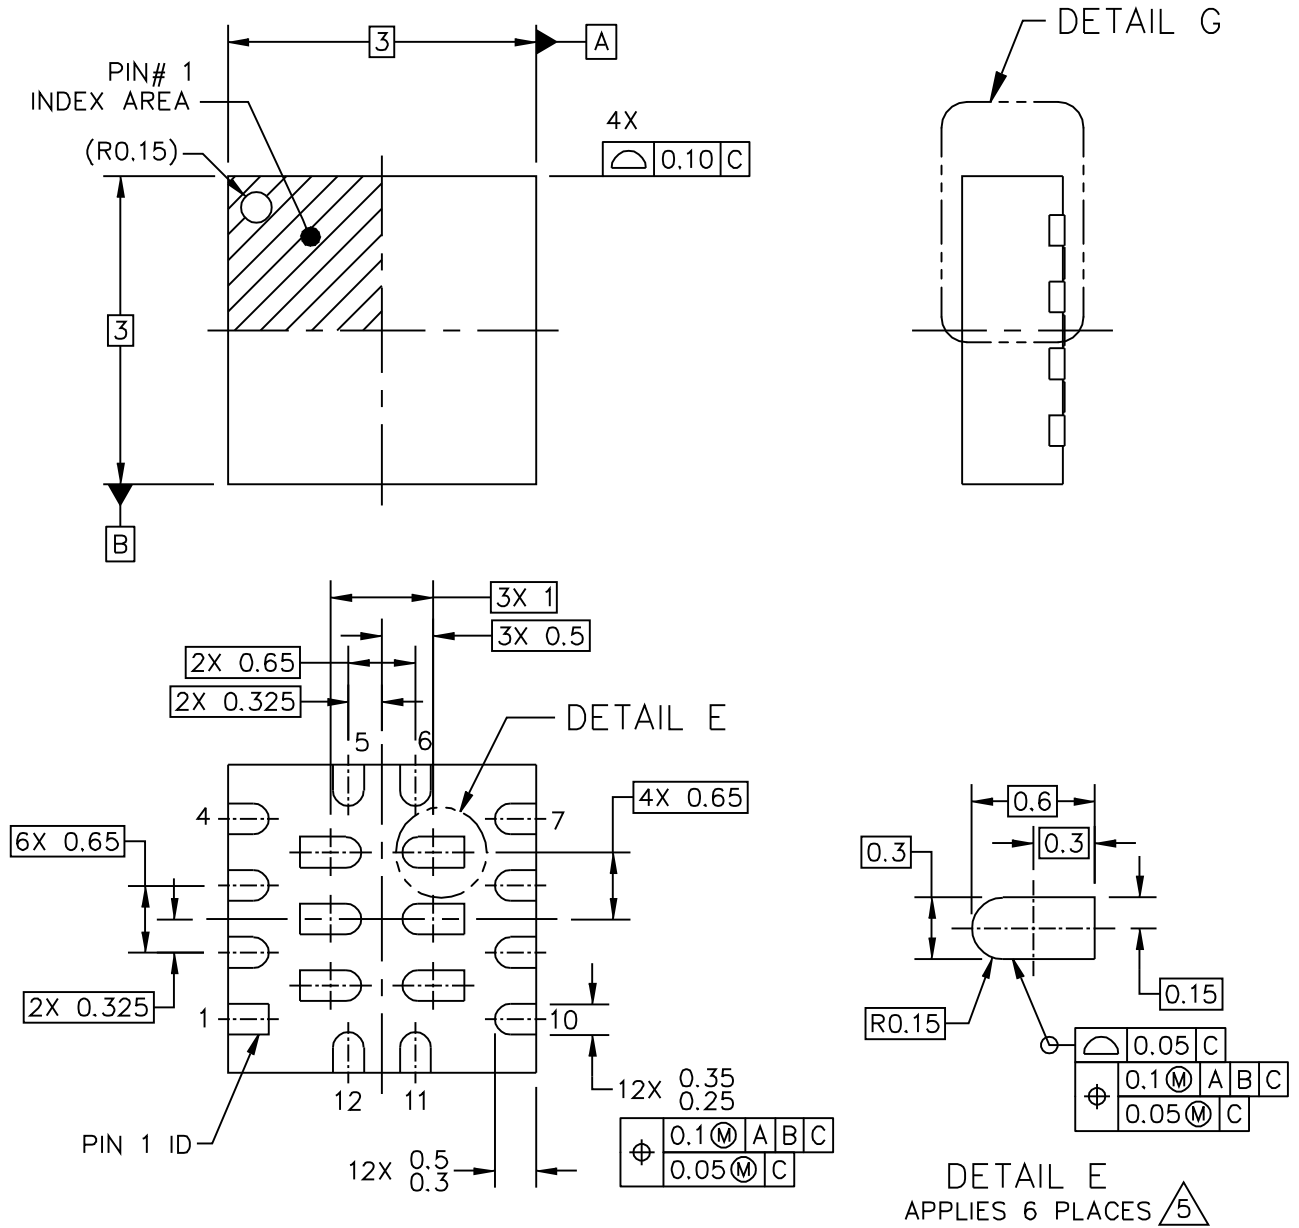 DETAIL G
3
A
PIN# 1
INDEX AREA
(R0.15)
4X
0.10 C
3
B
3X 1
3X 0.5
2X 0.65
2X 0.325
DETAIL E
5
6
4X 0.65
4
7
6X 0.65
2X 0.325
1
10
12
11
PIN 1 ID
12X 0.35
0.25
0.1 Ⓜ A B C
0.05 Ⓜ C
12X 0.5
0.3
0.6
0.3
0.3
0.15
R0.15
0.05 C
0.1 Ⓜ A B C
0.05 Ⓜ C
DETAIL E
APPLIES 6 PLACES 5